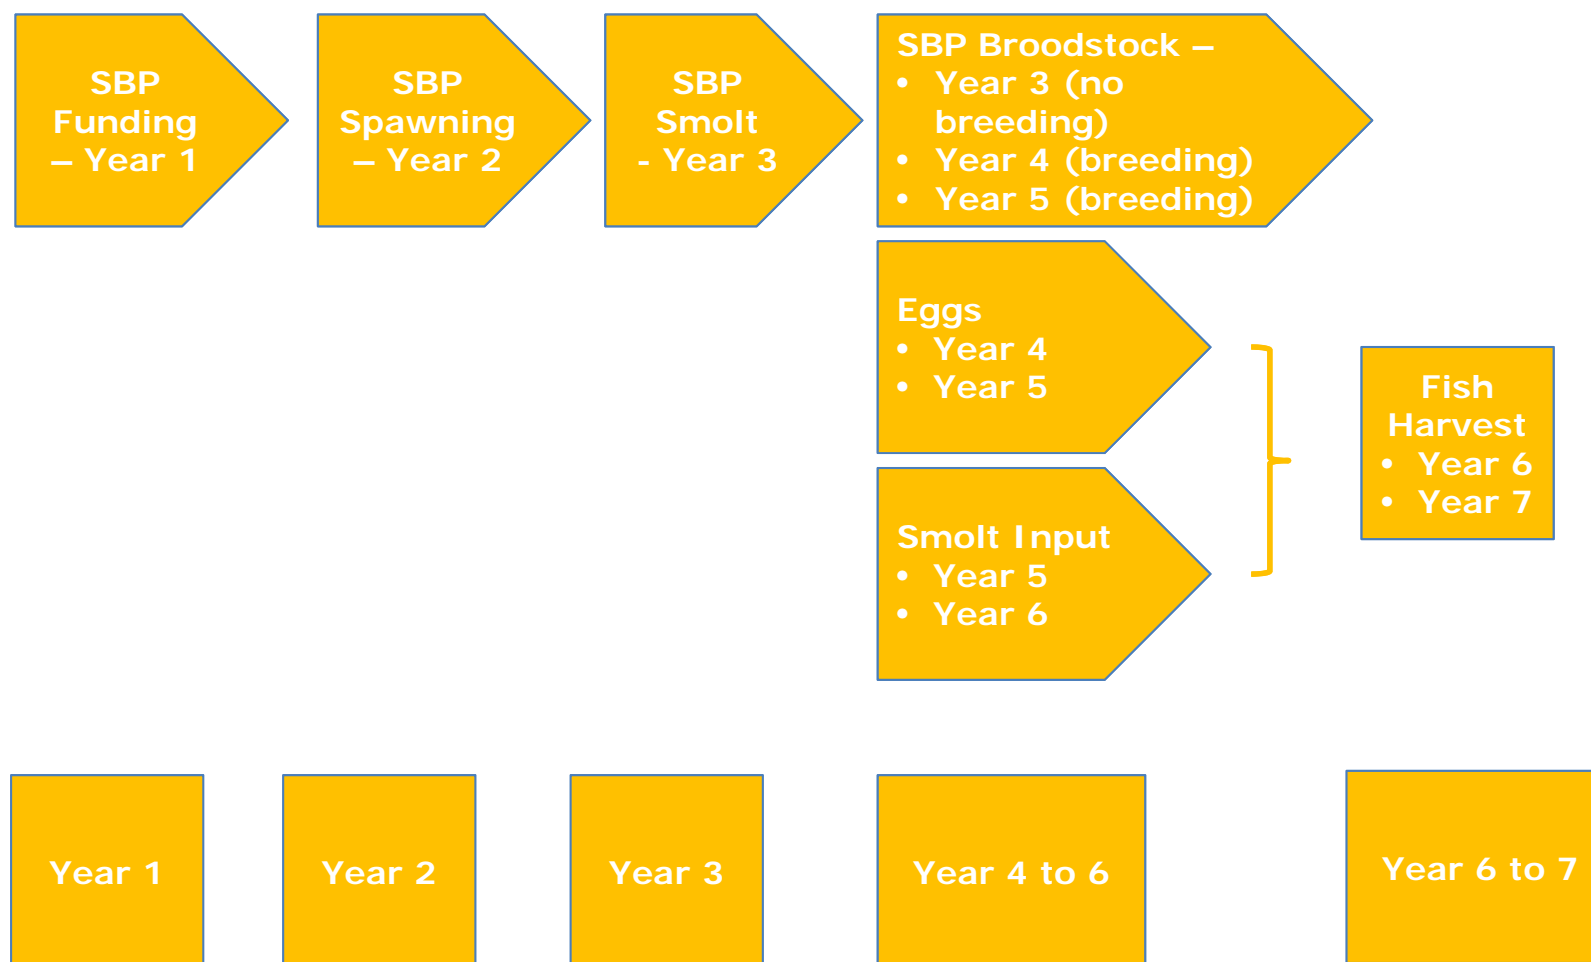 SBP
Funding
– Year 1
SBP
Spawning
– Year 2
SBP
Smolt
- Year 3
SBP Broodstock –
• Year 3 (no
breeding)
• Year 4 (breeding)
• Year 5 (breeding)
Eggs
• Year 4
• Year 5
Smolt Input
• Year 5
• Year 6
Fish
Harvest
• Year 6
• Year 7
Year 1
Year 2
Year 3
Year 4 to 6
Year 6 to 7